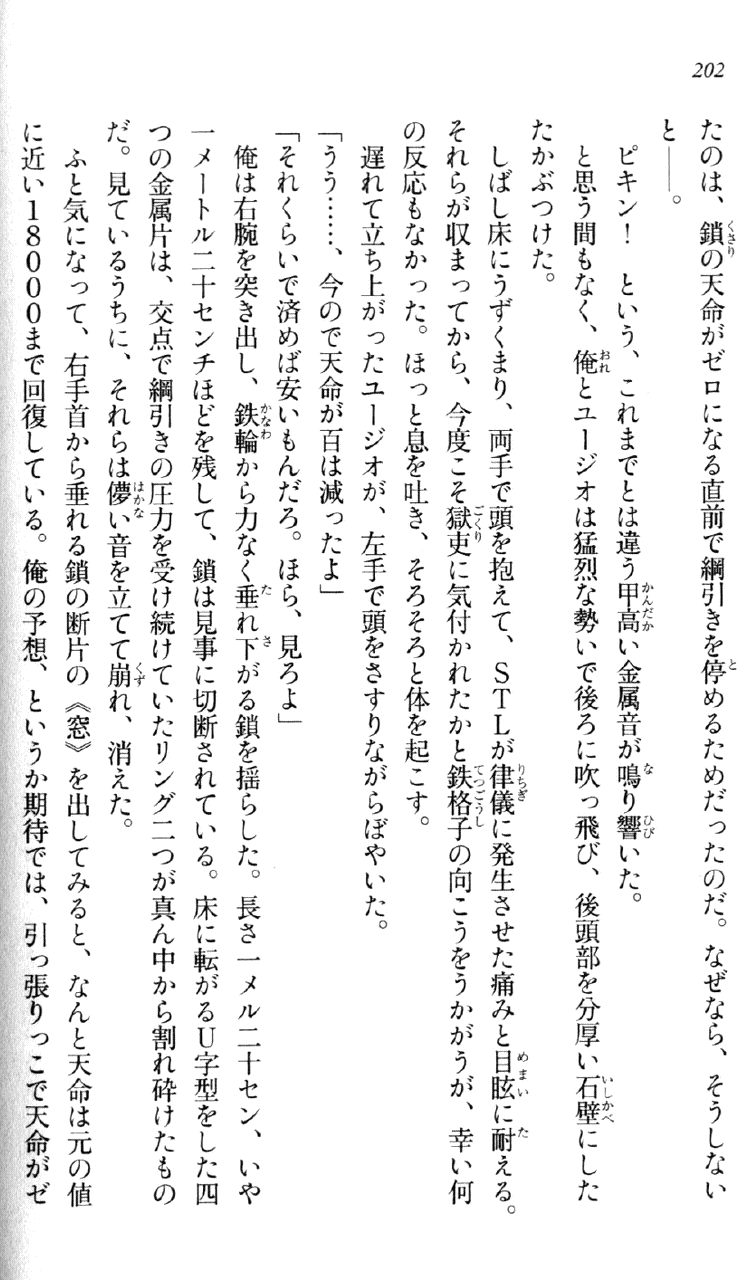 202
たのは、鎖の天命がゼロになる直前で綱引きを停めるためだったのだ。なぜなら、そうしない
と――。
ピキン！　という、これまでとは違う甲高い金属音が鳴り響いた。
と思う間もなく、俺とユージオは猛烈な勢いで後ろに吹っ飛び、後頭部を分厚い石壁にした
たかぶつけた。
しばし床にうずくまり、両手で頭を抱えて、ＳＴＬが律儀に発生させた痛みと目眩に耐える。
それらが収まってから、今度こそ獄吏に気付かれたかと鉄格子の向こうをうかがうが、幸い何
の反応もなかった。ほっと息を吐き、そろそろと体を起こす。
遅れて立ち上がったユージオが、左手で頭をさすりながらぼやいた。
「うう……、今ので天命が百は減ったよ」
「それくらいで済めば安いもんだろ。ほら、見ろよ」
俺は右腕を突き出し、鉄輪から力なく垂れ下がる鎖を揺らした。長さ一メル二十セン、いや
一メートル二十センチほどを残して、鎖は見事に切断されている。床に転がるＵ字型をした四
つの金属片は、交点で綱引きの圧力を受け続けていたリング二つが真ん中から割れ砕けたもの
だ。見ているうちに、それらは儚い音を立てて崩れ、消えた。
ふと気になって、右手首から垂れる鎖の断片の《窓》を出してみると、なんと天命は元の値
に近い１８０００まで回復している。俺の予想、というか期待では、引っ張りっこで天命がゼ